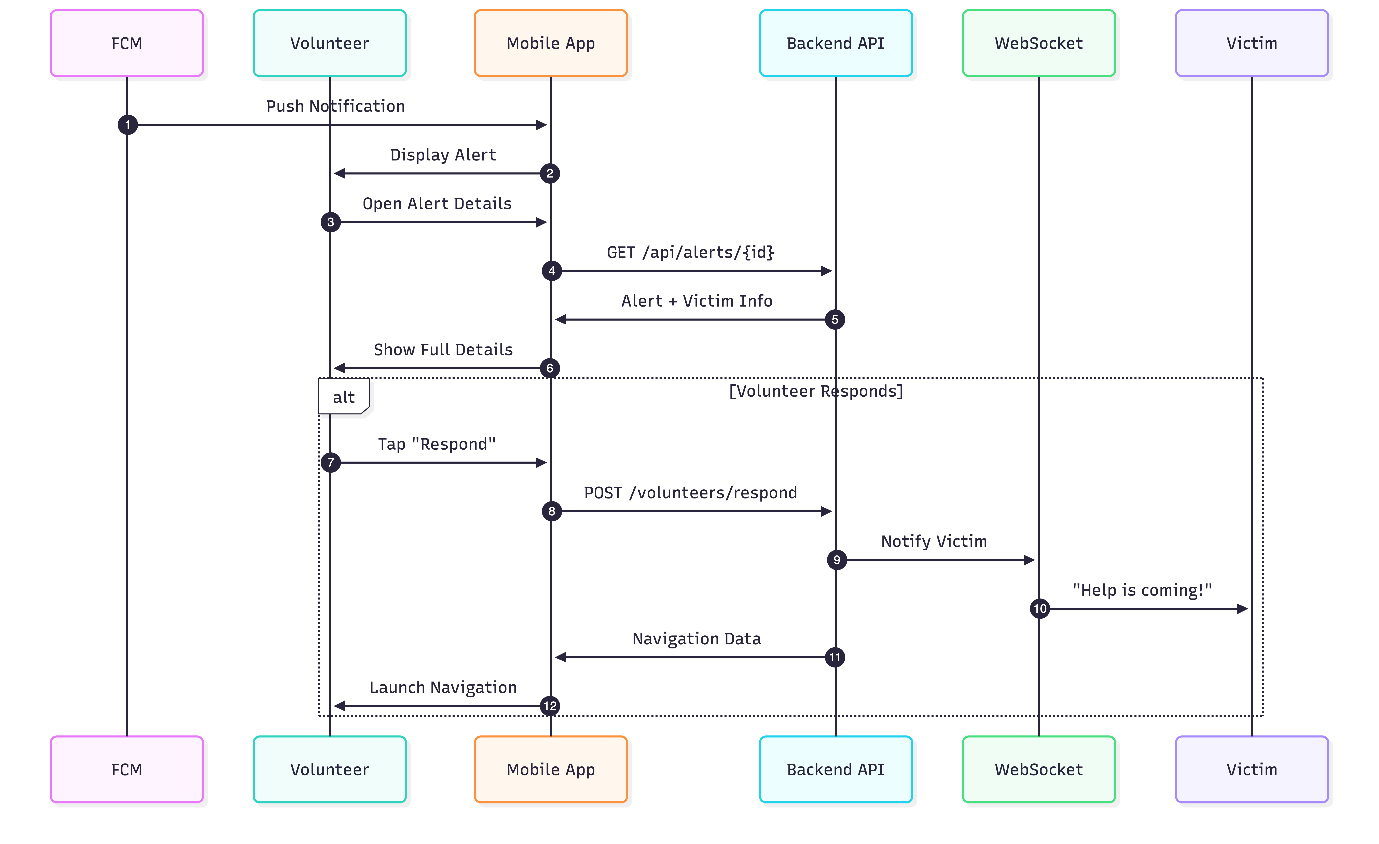 FCM
Volunteer
Mobile App
Backend API
WebSocket
Victim
Push Notification
1
Display Alert
2
Open Alert Details
3
GET /api/alerts/{id}
4
Alert + Victim Info
5
Show Full Details
6
alt
[Volunteer Responds]
Tap "Respond"
7
POST /volunteers/respond
8
Notify Victim
9
"Help is coming!"
10
Navigation Data
11
Launch Navigation
12
FCM
Volunteer
Mobile App
Backend API
WebSocket
Victim